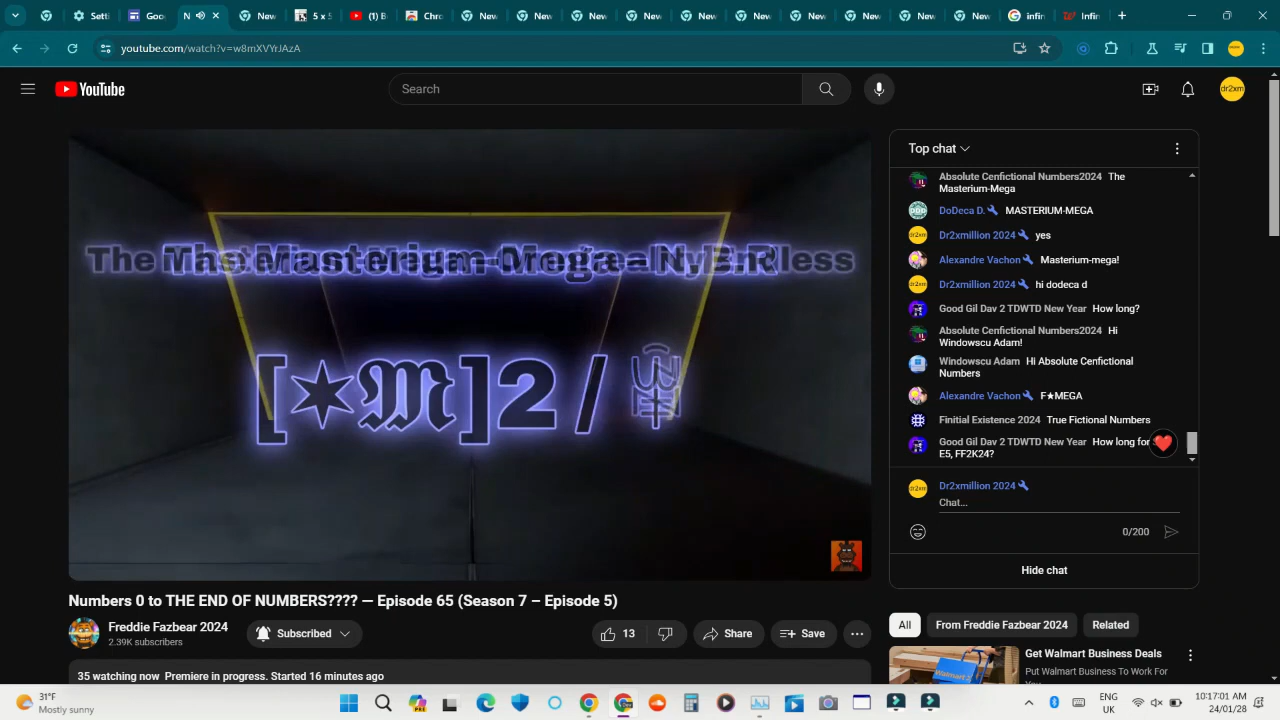 Setti
Goo
N
New
5 x 5
(1) B
Chro
New
New
New
New
New
New
New
New
New
New
infin
Infin
youtube.com/watch?v=w8mXVYrJAzA
YouTube
Search
dr2xm
Top chat
Absolute Cenfictional Numbers2024 The
Masterium-Mega
DoDeca D. MASTERIUM-MEGA
Dr2xmillion 2024 yes
Alexandre Vachon Masterium-mega!
Dr2xmillion 2024 hi dodeca d
Good Gil Dav 2 TDWTD New Year How long?
Absolute Cenfictional Numbers2024 Hi
Windowscu Adam!
Windowscu Adam Hi Absolute Cenfictional
Numbers
Alexandre Vachon F★MEGA
Finitial Existence 2024 True Fictional Numbers
Good Gil Dav 2 TDWTD New Year How long for
E5, FF2K24?
Dr2xmillion 2024
Chat...
0/200
Hide chat
[✶𝔐]2 /
Numbers 0 to THE END OF NUMBERS???? — Episode 65 (Season 7 – Episode 5)
Freddie Fazbear 2024
2.39K subscribers
Subscribed
13
Share
Save
35 watching now Premiere in progress. Started 16 minutes ago
All
From Freddie Fazbear 2024
Related
Get Walmart Business Deals
Put Walmart Business To Work For
31°F
Mostly sunny
ENG
UK
10:17:01 AM
24/01/28